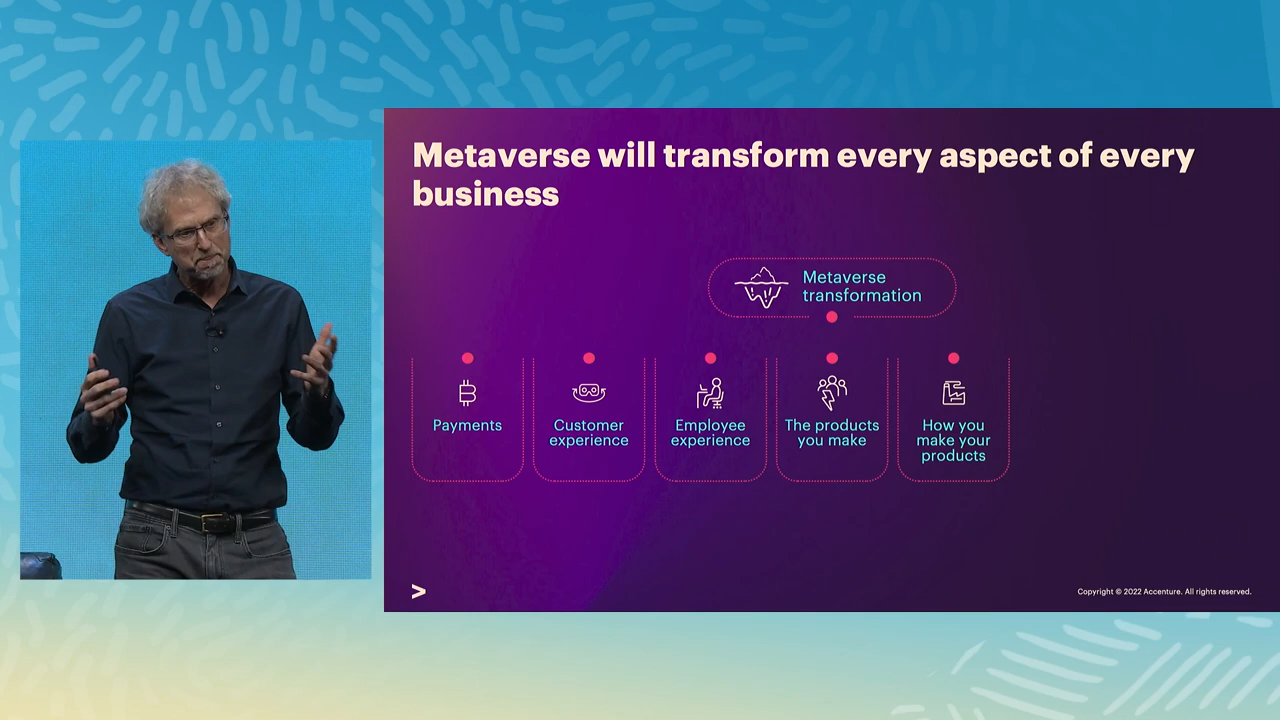 Metaverse will transform every aspect of every
business
Metaverse
transformation
Payments
Customer
experience
Employee
experience
The products
you make
How you
make your
products
>
Copyright © 2022 Accenture. All rights reserved.